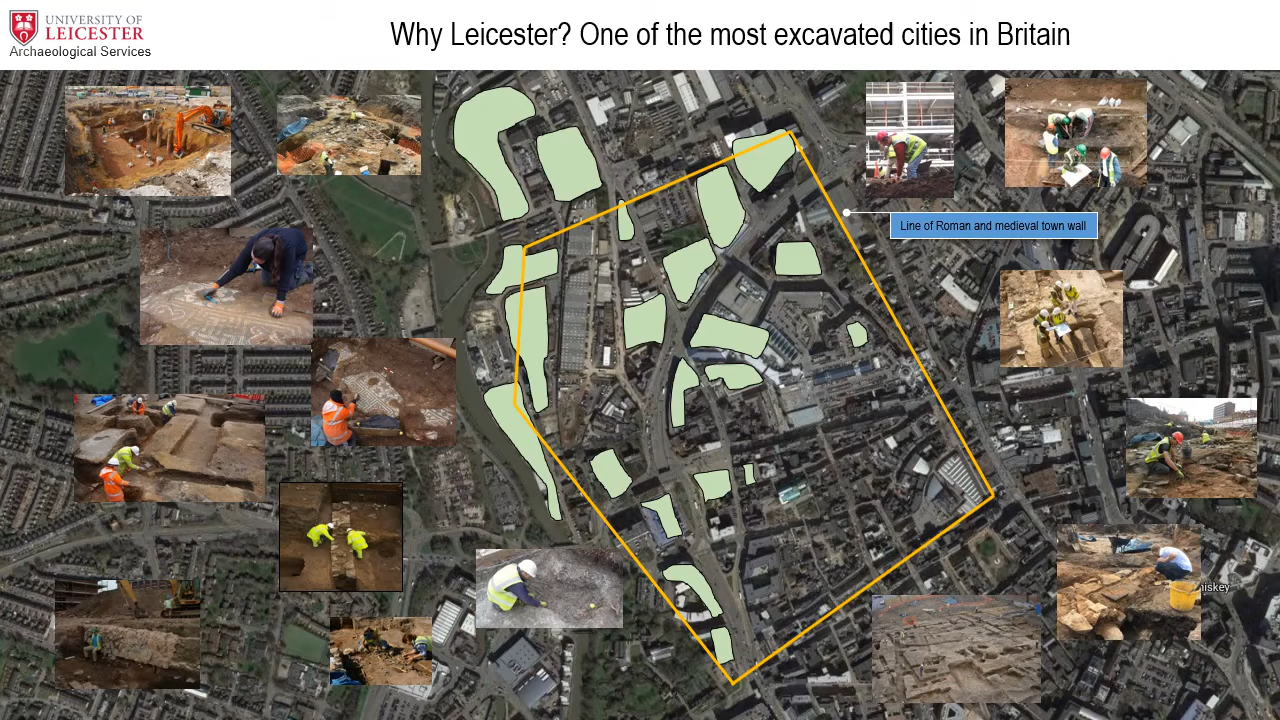 UNIVERSITY OF
LEICESTER
Archaeological Services
Why Leicester? One of the most excavated cities in Britain
Line of Roman and medieval town wall